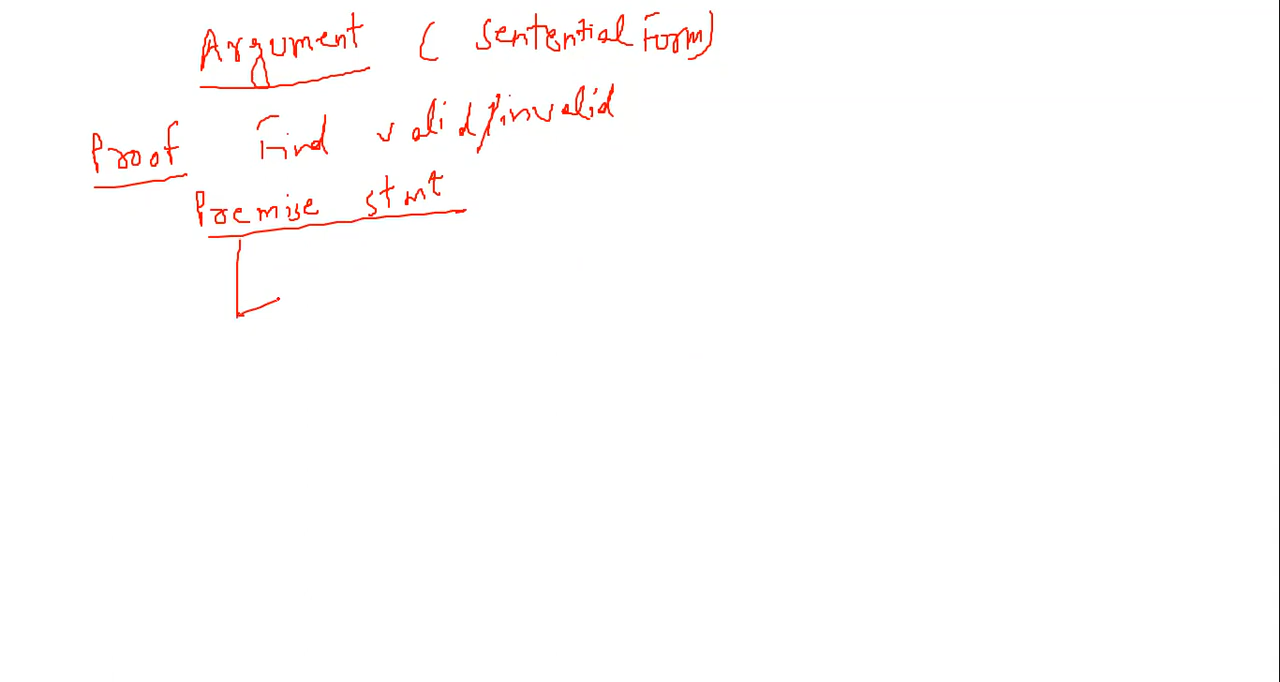 Argument ( Sentential Form)
Proof Find valid/invalid
Premise stmt